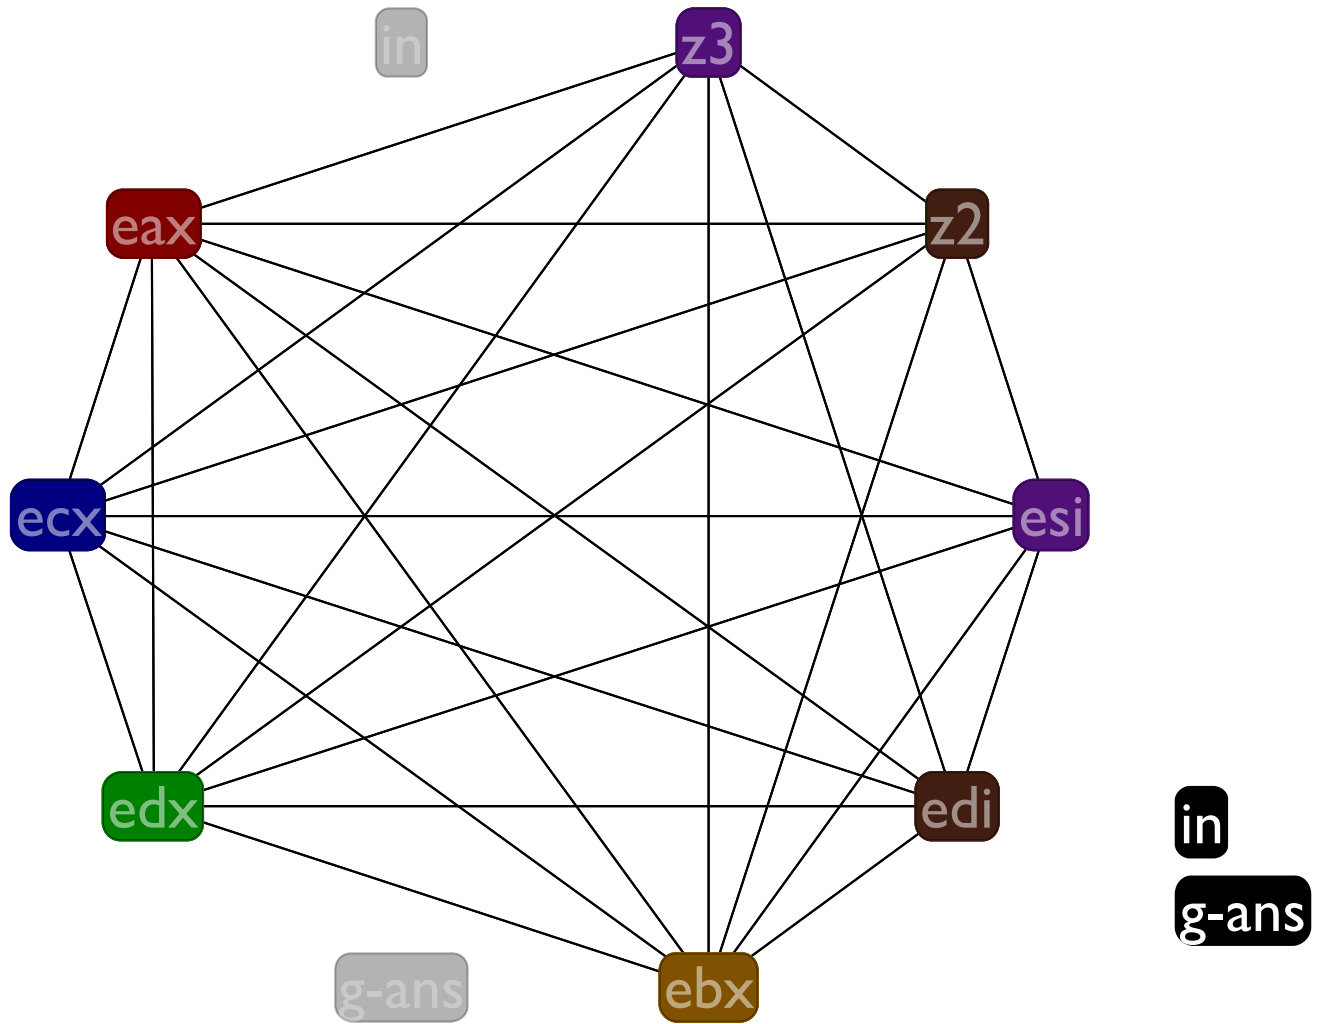 in
z3
eax
z2
ecx
esi
edx
edi
in
g-ans
g-ans
ebx